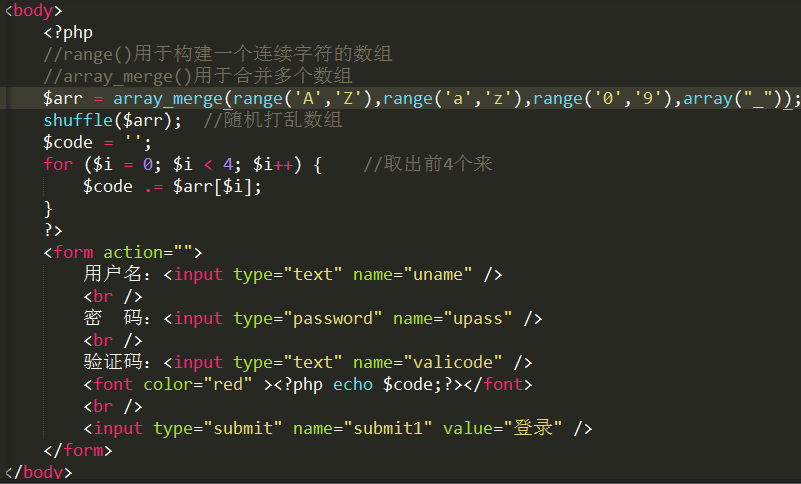 <body>
<?php
//range()用于构建一个连续字符的数组
//array_merge()用于合并多个数组
$arr = array_merge(range('A','Z'),range('a','z'),range('0','9'),array("_"));
shuffle($arr);  //随机打乱数组
$code = '';
for ($i = 0; $i < 4; $i++) {    //取出前4个来
$code .= $arr[$i];
}
?>
<form action="">
用户名：<input type="text" name="uname" />
<br />
密　码：<input type="password" name="upass" />
<br />
验证码：<input type="text" name="valicode" />
<font color="red" ><?php echo $code;?></font>
<br />
<input type="submit" name="submit1" value="登录" />
</form>
</body>